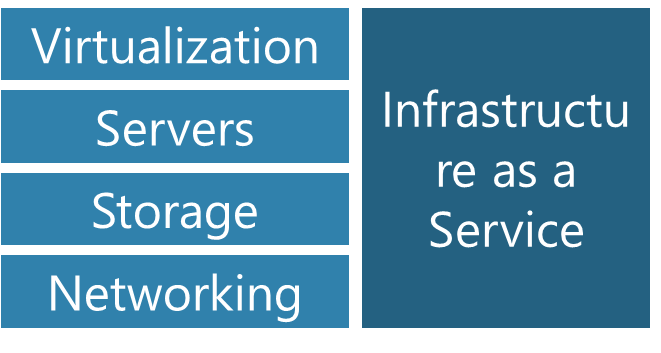 Virtualization
Servers
Storage
Networking
Infrastructu
re as a
Service